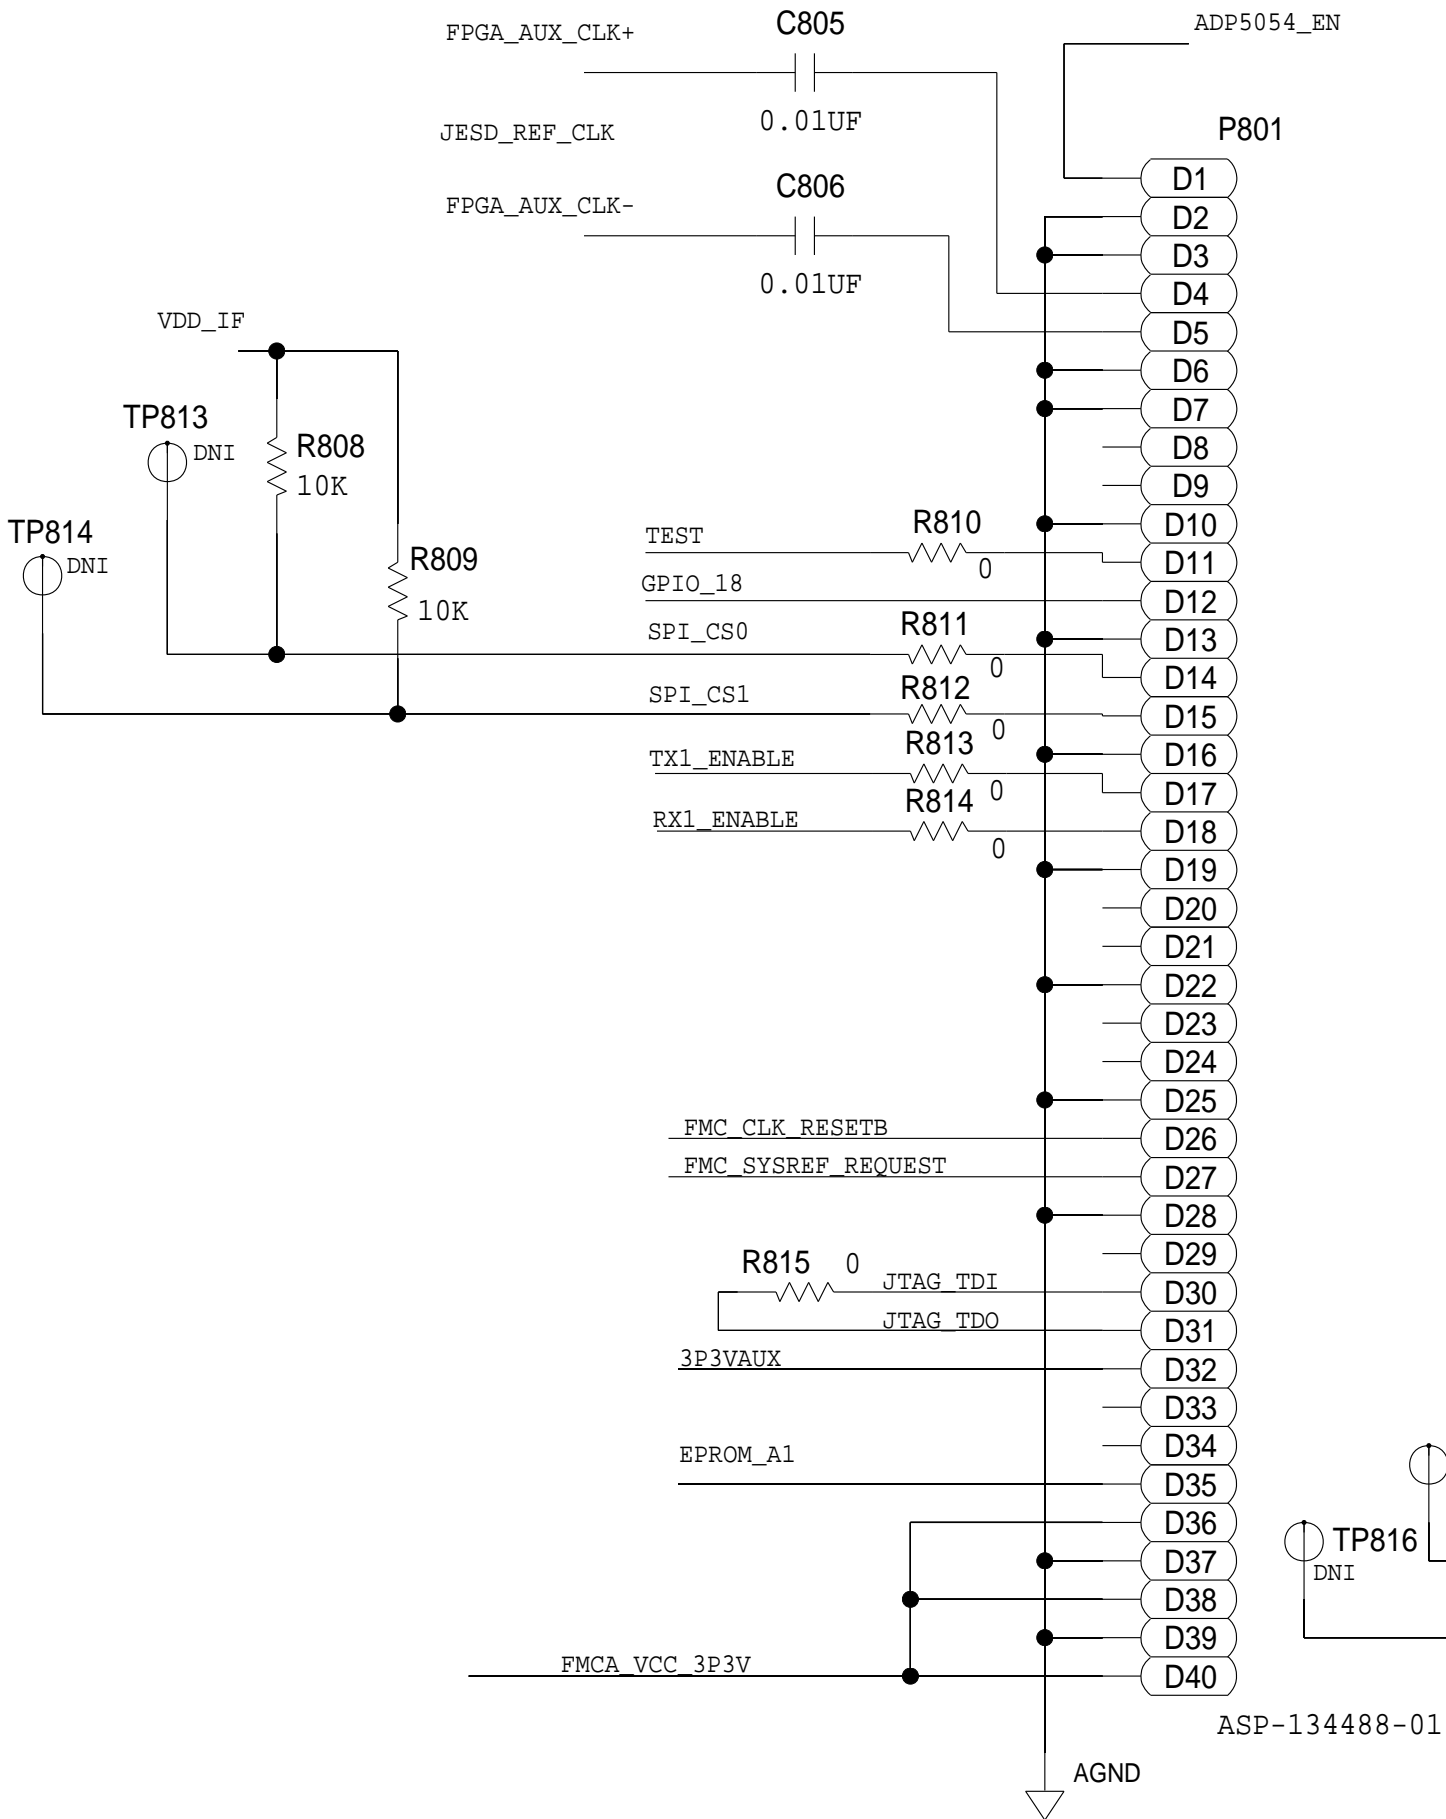 FPGA_AUX_CLK+
C805
ADP5054_EN
0.01UF
JESD_REF_CLK
P801
C806
FPGA_AUX_CLK-
0.01UF
VDD_IF
TP813
DNI
R808
10K
TP814
DNI
R809
10K
TEST
R810
0
GPIO_18
SPI_CS0
R811
0
SPI_CS1
R812
0
TX1_ENABLE
R813
0
RX1_ENABLE
R814
0
FMC_CLK_RESETB
FMC_SYSREF_REQUEST
R815
0
JTAG_TDI
JTAG_TDO
3P3VAUX
EPROM_A1
FMCA_VCC_3P3V
D1
D2
D3
D4
D5
D6
D7
D8
D9
D10
D11
D12
D13
D14
D15
D16
D17
D18
D19
D20
D21
D22
D23
D24
D25
D26
D27
D28
D29
D30
D31
D32
D33
D34
D35
D36
D37
D38
D39
D40
TP816
DNI
ASP-134488-01
AGND